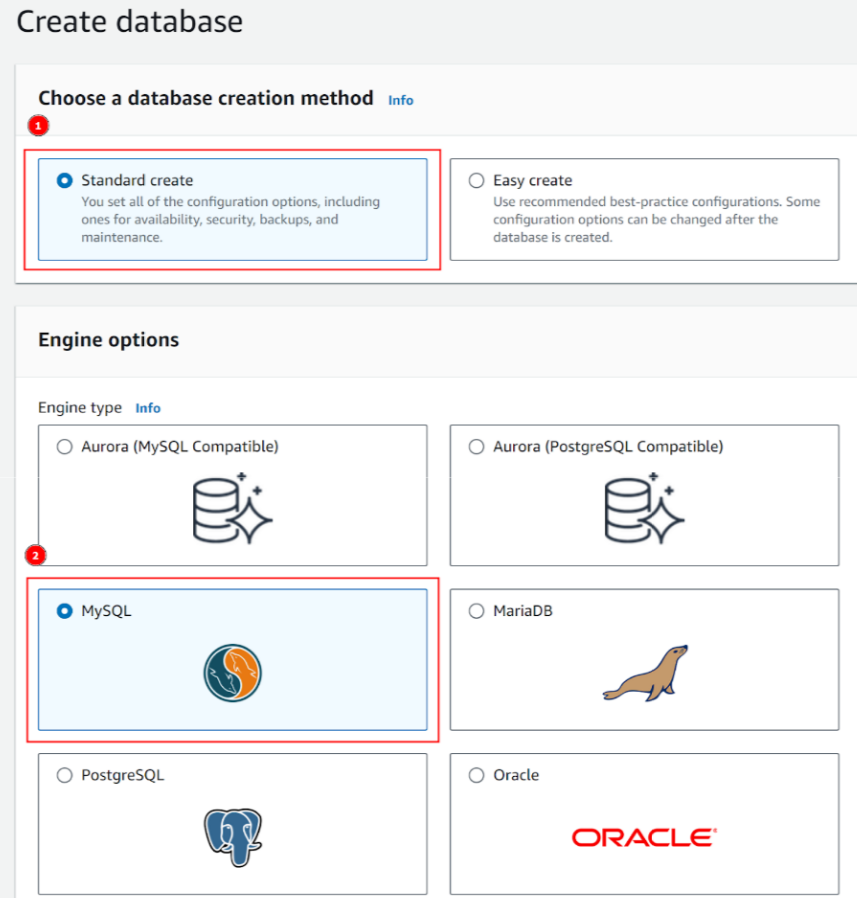 Create database
Choose a database creation method Info
1
Standard create
You set all of the configuration options, including
ones for availability, security, backups, and
maintenance.
Easy create
Use recommended best-practice configurations. Some
configuration options can be changed after the
database is created.
Engine options
Engine type Info
Aurora (MySQL Compatible)
Aurora (PostgreSQL Compatible)
2
MySQL
MariaDB
PostgreSQL
Oracle
ORACLE